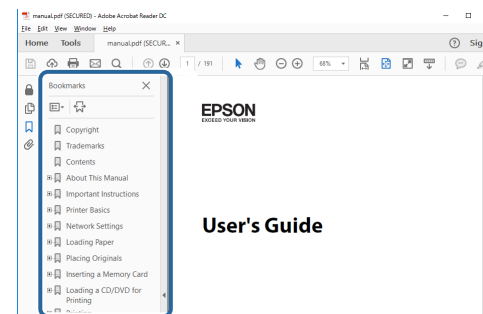 manual.pdf (SECURED) - Adobe Acrobat Reader DC
File Edit View Window Help
Home Tools manual.pdf (SECUR... × ? Sig
1 / 191 68%
Bookmarks
Copyright
Trademarks
Contents
About This Manual
Important Instructions
Printer Basics
Network Settings
Loading Paper
Placing Originals
Inserting a Memory Card
Loading a CD/DVD for
Printing
EPSON
EXCEED YOUR VISION
User's Guide